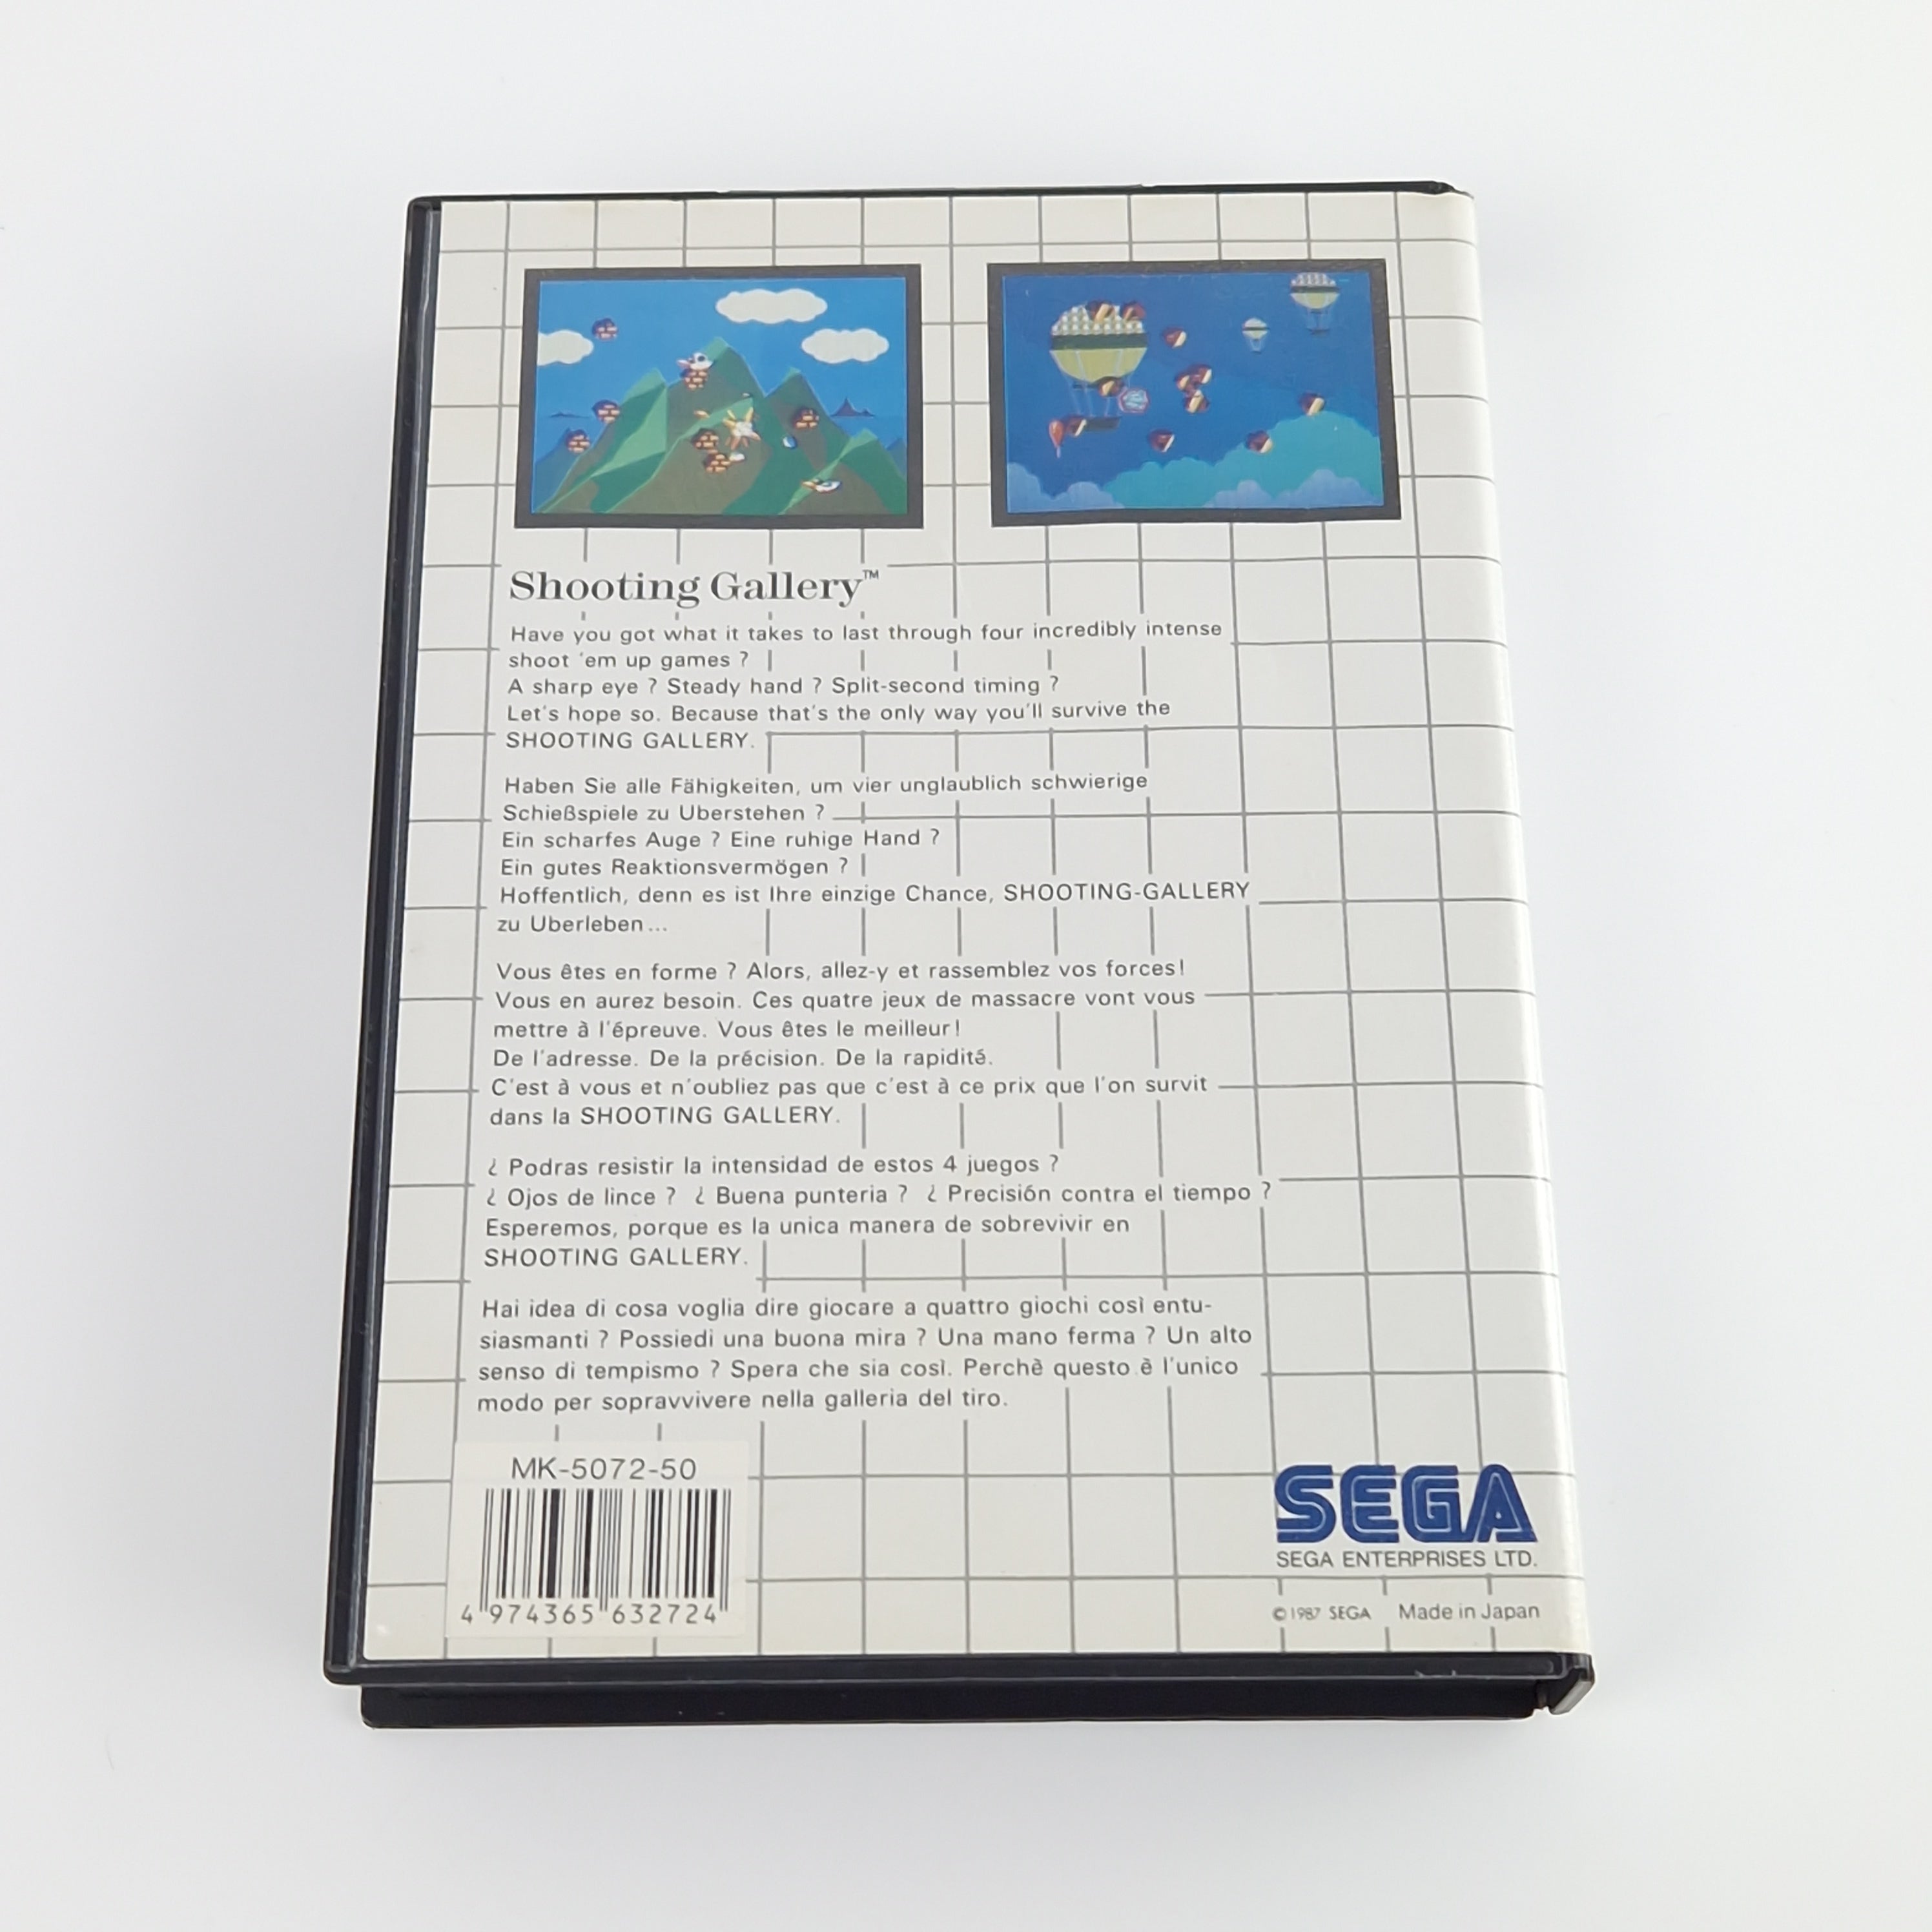 Shooting Gallery™
Have you got what it takes to last through four incredibly intense
shoot 'em up games ?
A sharp eye ? Steady hand ? Split-second timing ?
Let's hope so. Because that's the only way you'll survive the
SHOOTING GALLERY.
Haben Sie alle Fähigkeiten, um vier unglaublich schwierige
Schießspiele zu Uberstehen ?
Ein scharfes Auge ? Eine ruhige Hand ?
Ein gutes Reaktionsvermögen ?
Hoffentlich, denn es ist Ihre einzige Chance, SHOOTING-GALLERY
zu Uberleben ...
Vous êtes en forme ? Alors, allez-y et rassemblez vos forces!
Vous en aurez besoin. Ces quatre jeux de massacre vont vous
mettre à l'épreuve. Vous êtes le meilleur!
De l'adresse. De la précision. De la rapidité.
C'est à vous et n'oubliez pas que c'est à ce prix que l'on survit
dans la SHOOTING GALLERY.
¿ Podras resistir la intensidad de estos 4 juegos ?
¿ Ojos de lince ? ¿ Buena punteria ? ¿ Precisión contra el tiempo ?
Esperemos, porque es la unica manera de sobrevivir en
SHOOTING GALLERY.
Hai idea di cosa voglia dire giocare a quattro giochi così entu-
siasmanti ? Possiedi una buona mira ? Una mano ferma ? Un alto
senso di tempismo ? Spera che sia così. Perchè questo è l'unico
modo per sopravvivere nella galleria del tiro.
MK-5072-50
4 974365 632724
SEGA
SEGA ENTERPRISES LTD.
© 1987 SEGA Made in Japan